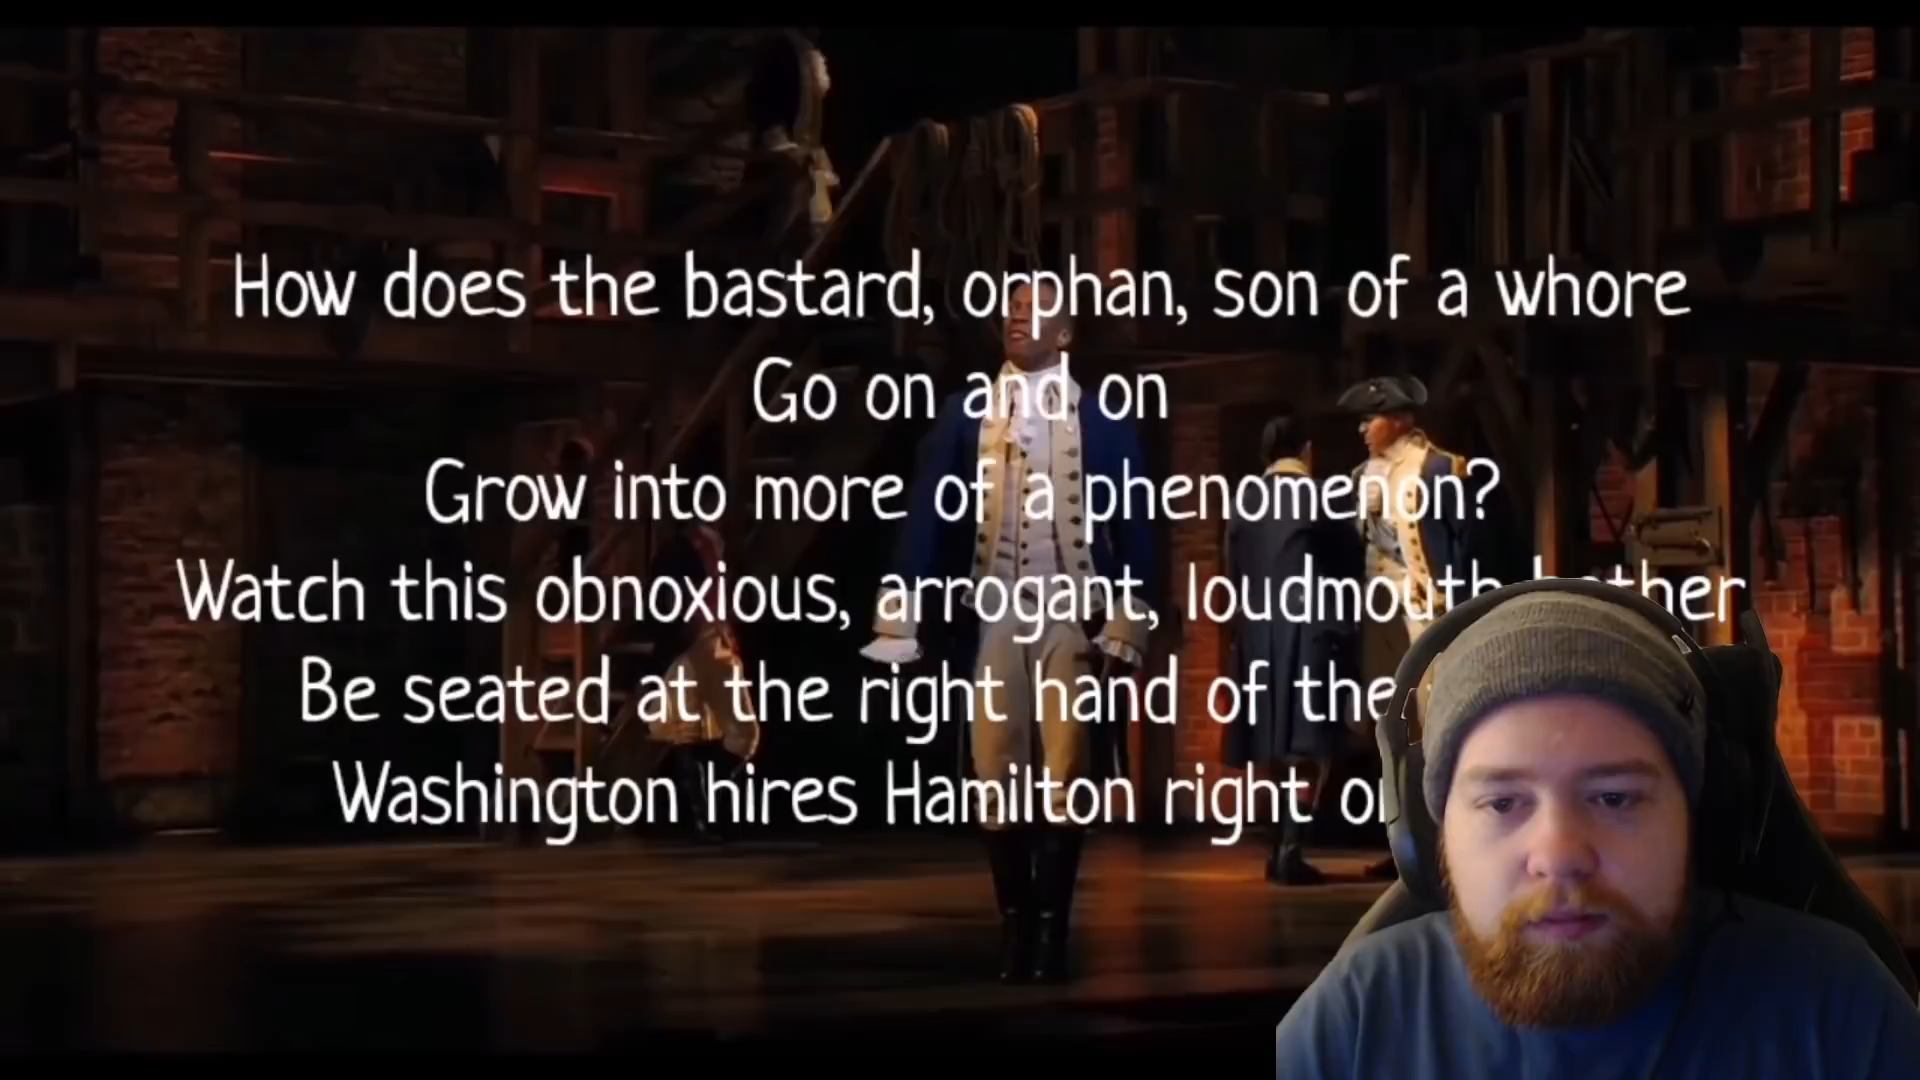 How does the bastard, orphan, son of a whore
Go on and on
Grow into more of a phenomenon?
Watch this obnoxious, arrogant, loudmouth
Be seated at the right hand of the
Washington hires Hamilton right